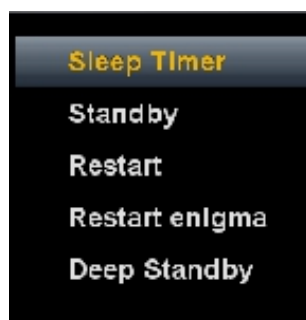 Sleep Timer
Standby
Restart
Restart enigma
Deep Standby